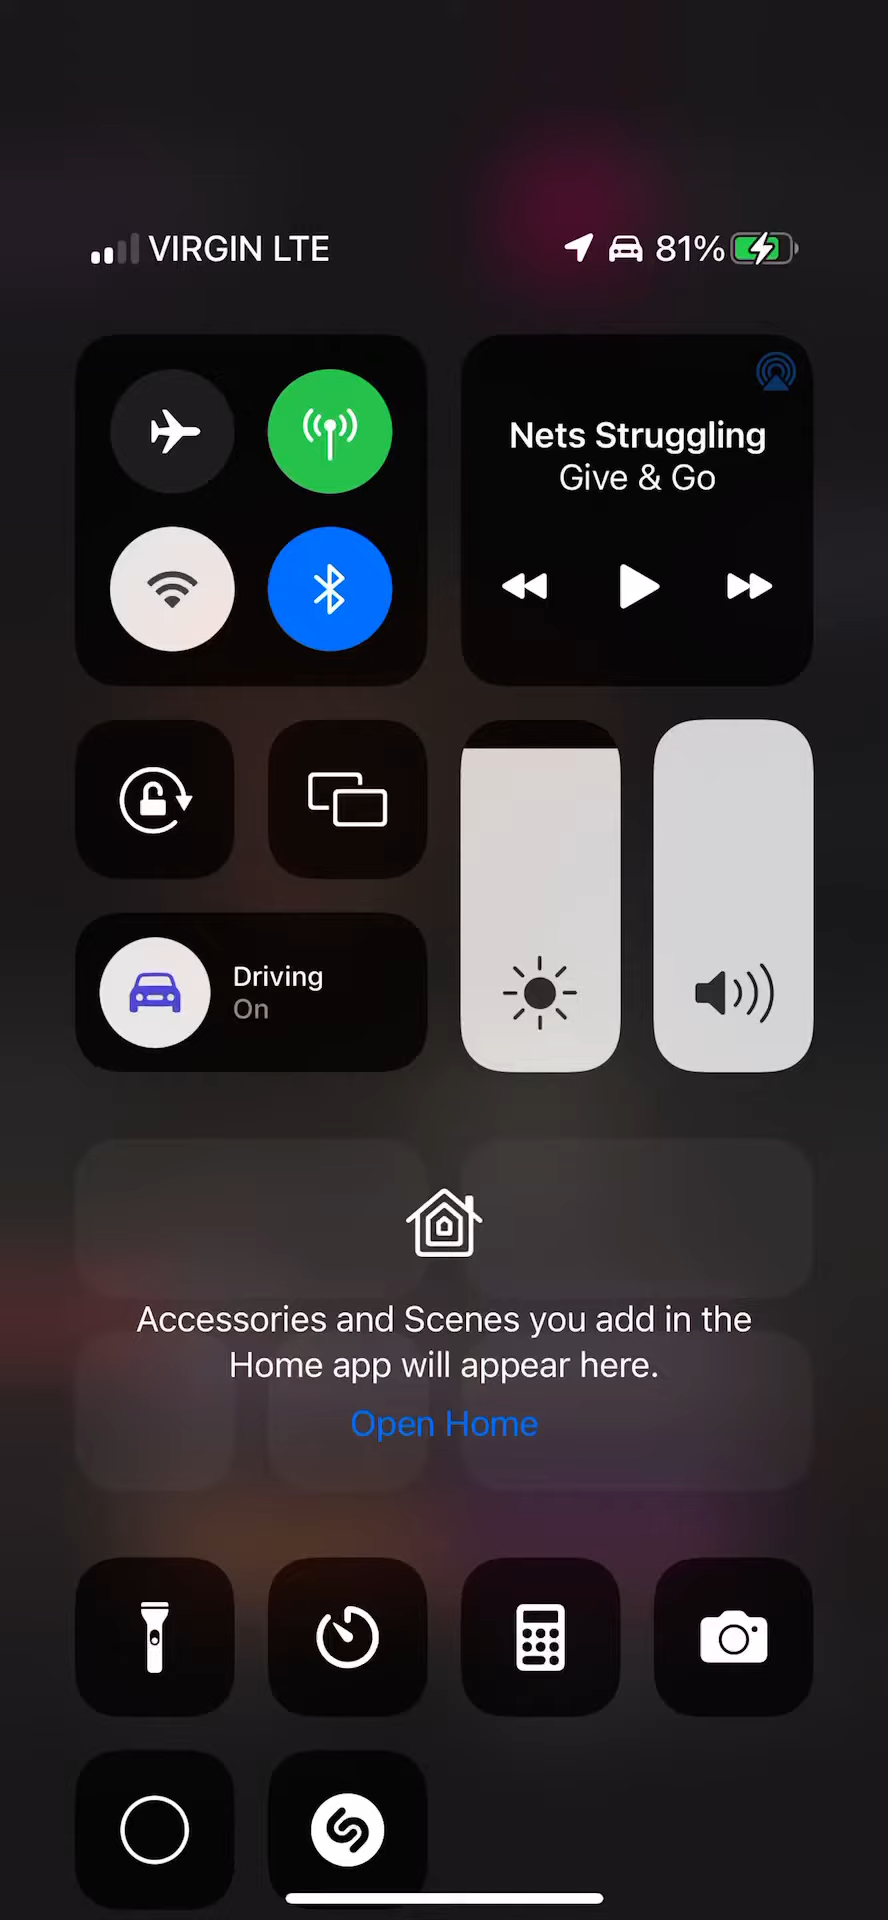 VIRGIN LTE
81%
Nets Struggling
Give & Go
Driving
On
Accessories and Scenes you add in the
Home app will appear here.
Open Home